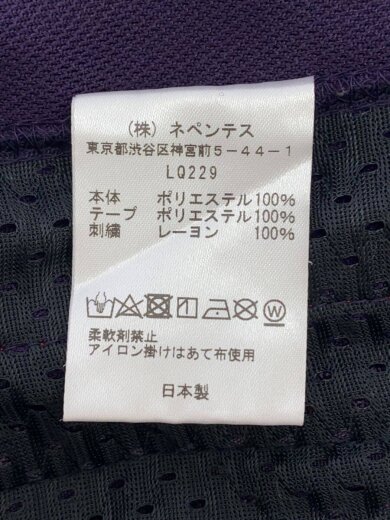 (株) ネペンテス
東京都渋谷区神宮前5-44-1
LQ229
本体 ポリエステル100%
テープ ポリエステル100%
刺繍 レーヨン 100%
柔軟剤禁止
アイロン掛けはあて布使用
日本製